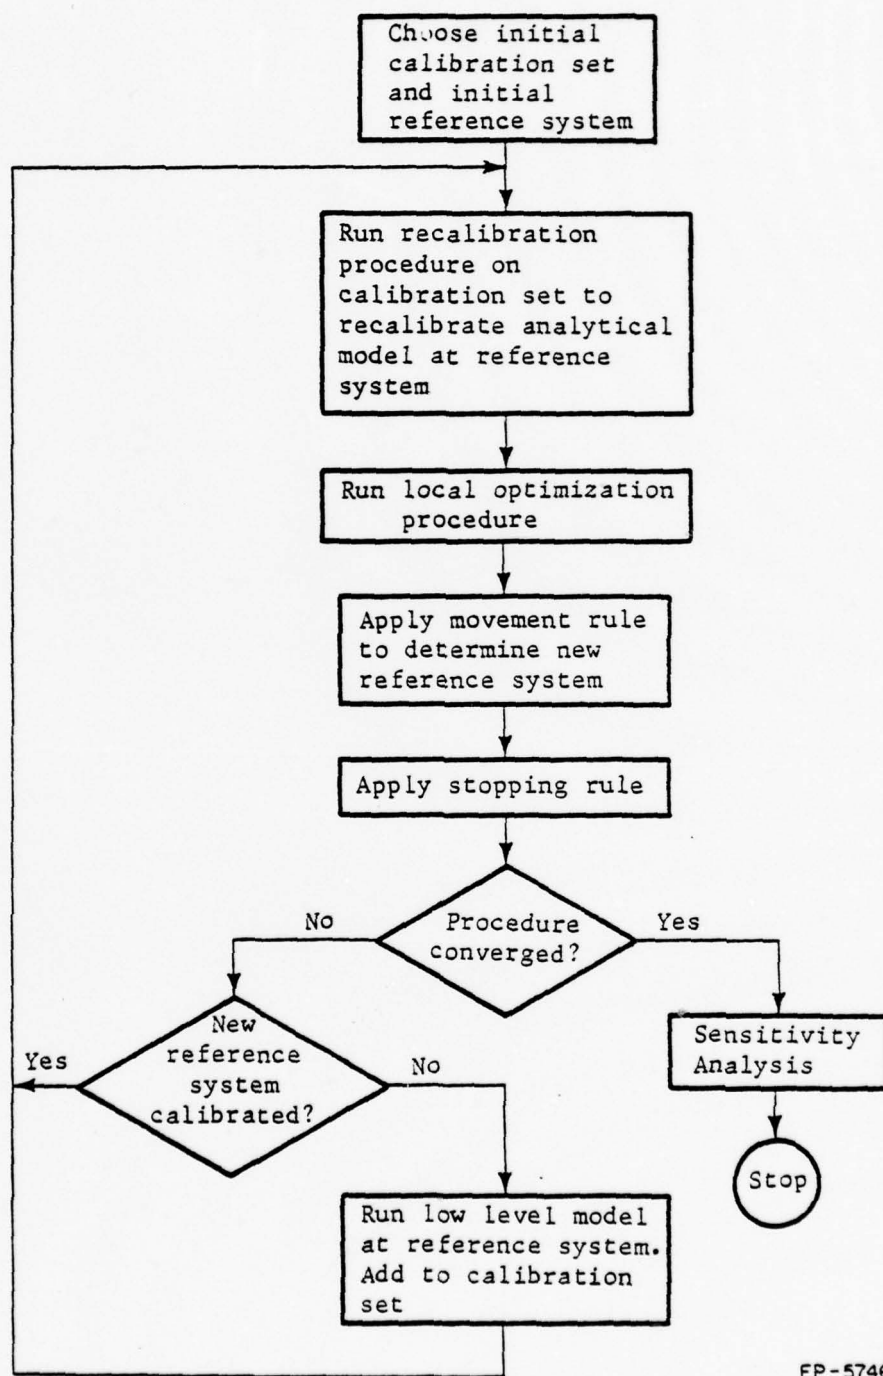 Choose initial
calibration set
and initial
reference system
Run recalibration
procedure on
calibration set to
recalibrate analytical
model at reference
system
Run local optimization
procedure
Apply movement rule
to determine new
reference system
Apply stopping rule
Procedure
converged?
No
Yes
New
reference
system
calibrated?
Yes
No
Sensitivity
Analysis
Stop
Run low level model
at reference system.
Add to calibration
set
FP-5746